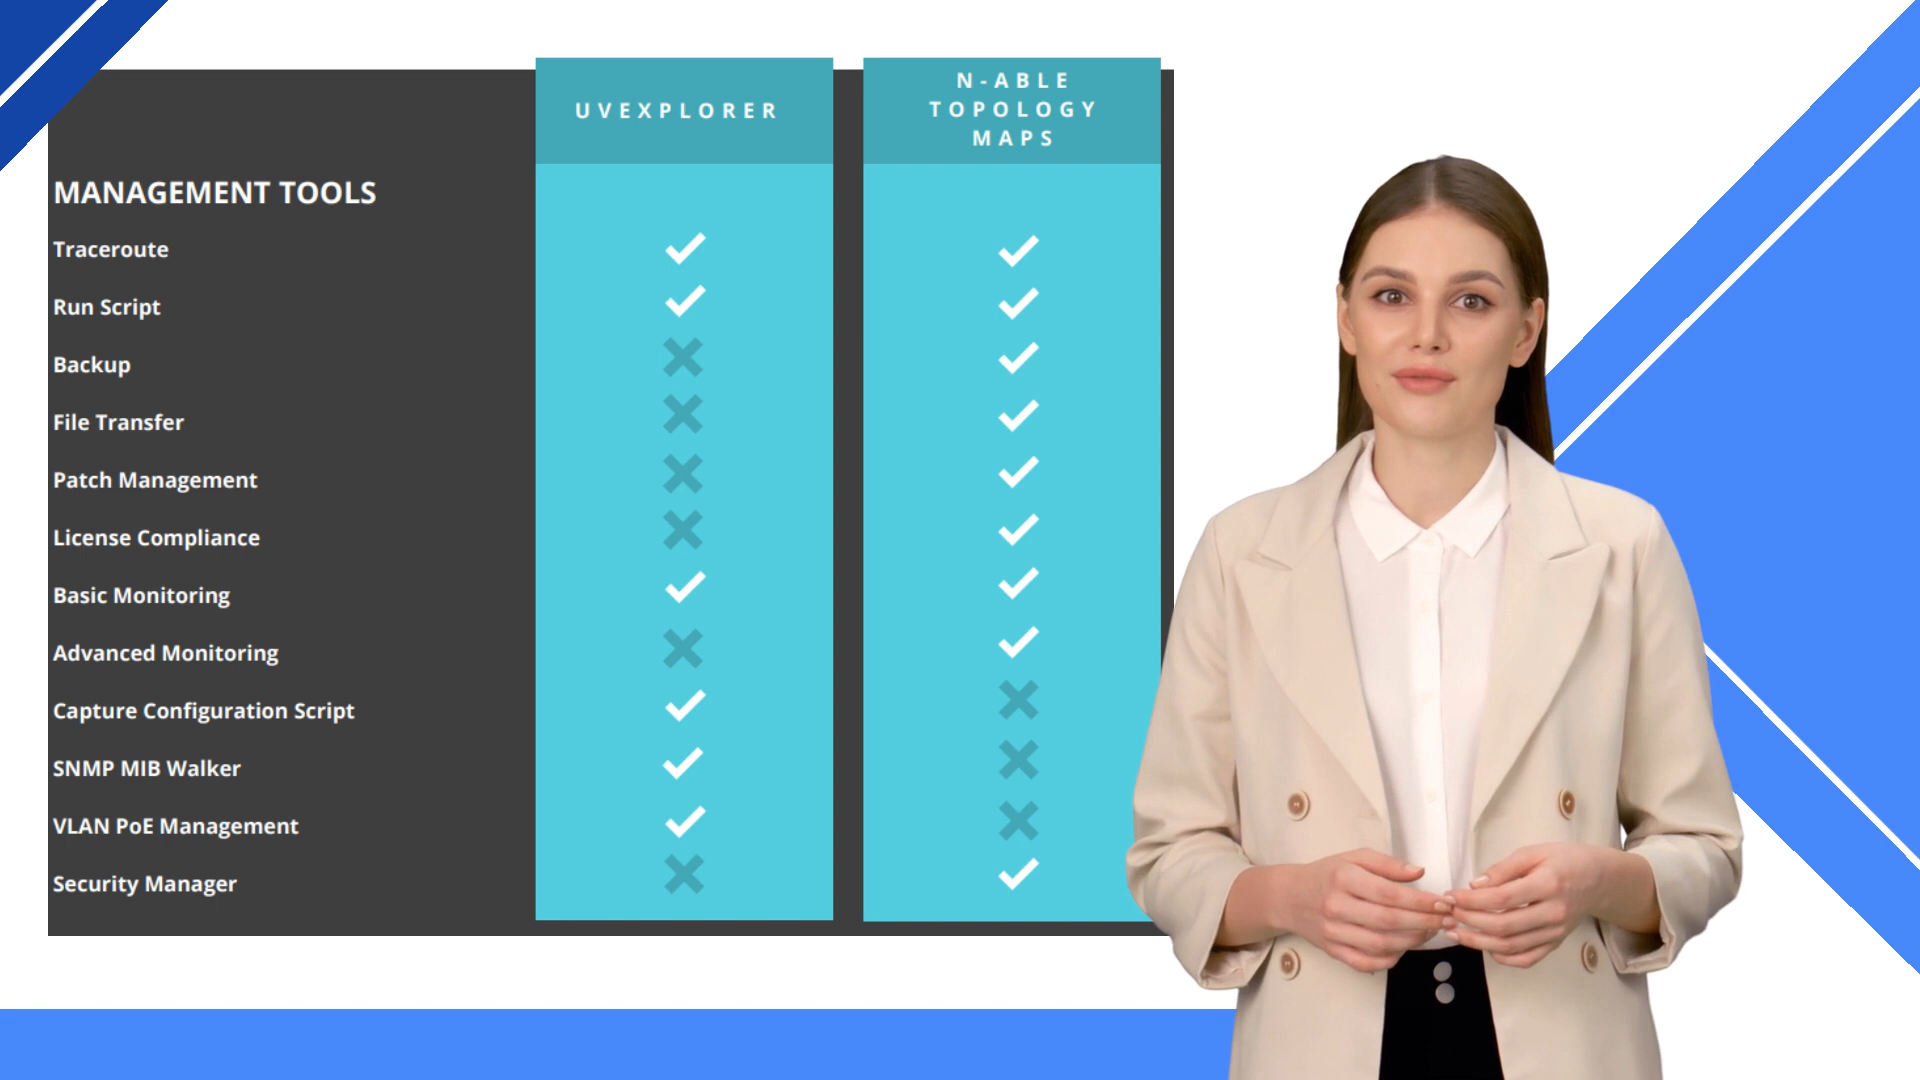 UVEXPLORER
N-ABLE
TOPOLOGY
MAPS
MANAGEMENT TOOLS
Traceroute
Run Script
Backup
File Transfer
Patch Management
License Compliance
Basic Monitoring
Advanced Monitoring
Capture Configuration Script
SNMP MIB Walker
VLAN PoE Management
Security Manager